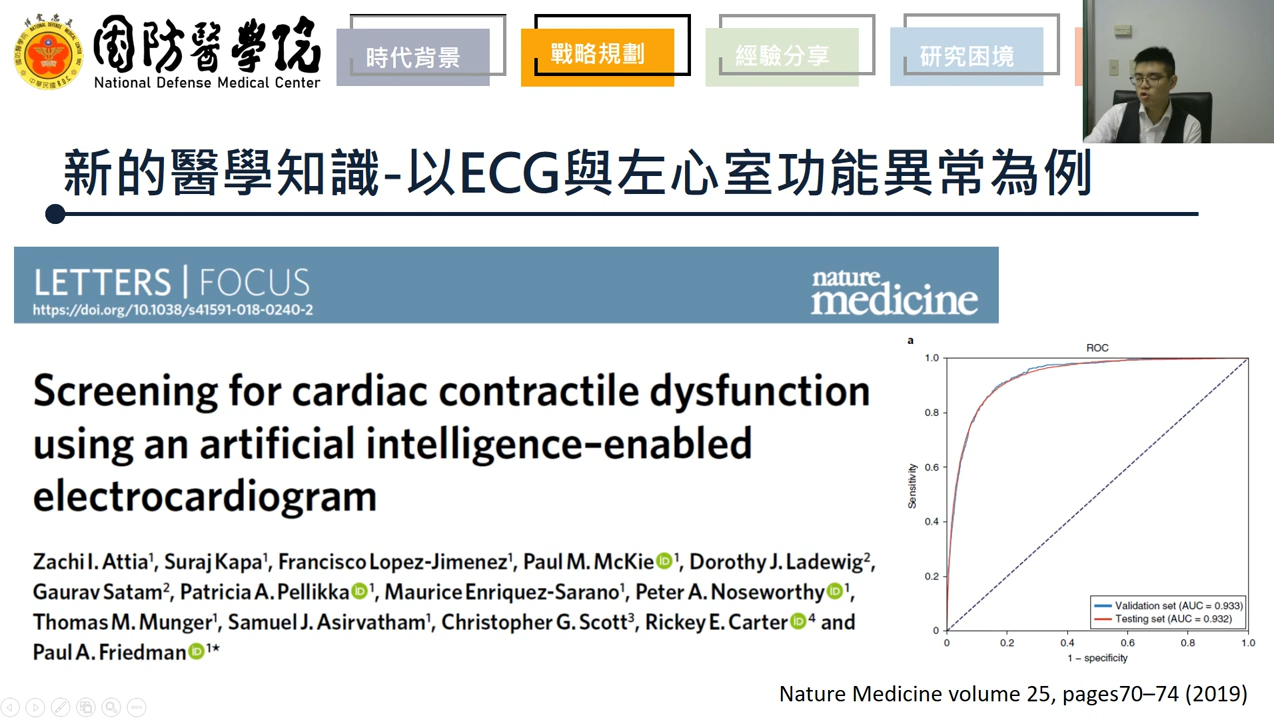 國防醫學院
National Defense Medical Center
時代背景
戰略規劃
經驗分享
研究困境
新的醫學知識-以ECG與左心室功能異常為例
LETTERS | FOCUS
https://doi.org/10.1038/s41591-018-0240-2
nature
medicine
Screening for cardiac contractile dysfunction
using an artificial intelligence–enabled
electrocardiogram
Zachi I. Attia¹, Suraj Kapa¹, Francisco Lopez-Jimenez¹, Paul M. McKie¹, Dorothy J. Ladewig²,
Gaurav Satam², Patricia A. Pellikka¹, Maurice Enriquez-Sarano¹, Peter A. Noseworthy¹,
Thomas M. Munger¹, Samuel J. Asirvatham¹, Christopher G. Scott³, Rickey E. Carter⁴ and
Paul A. Friedman¹*
a
ROC
1.0
0.8
0.6
0.4
0.2
0
Sensitivity
Validation set (AUC = 0.933)
Testing set (AUC = 0.932)
0 0.2 0.4 0.6 0.8 1.0
1 – specificity
Nature Medicine volume 25, pages70–74 (2019)